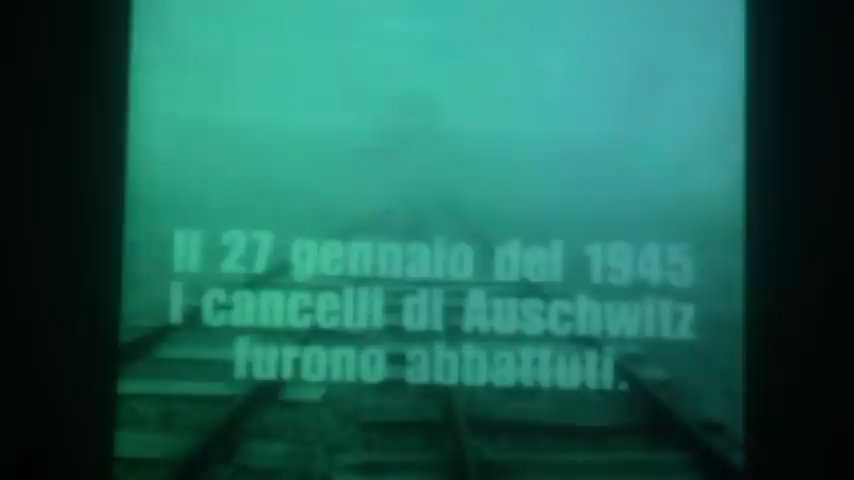 Il 27 gennaio del 1945
i cancelli di Auschwitz
furono abbattuti.